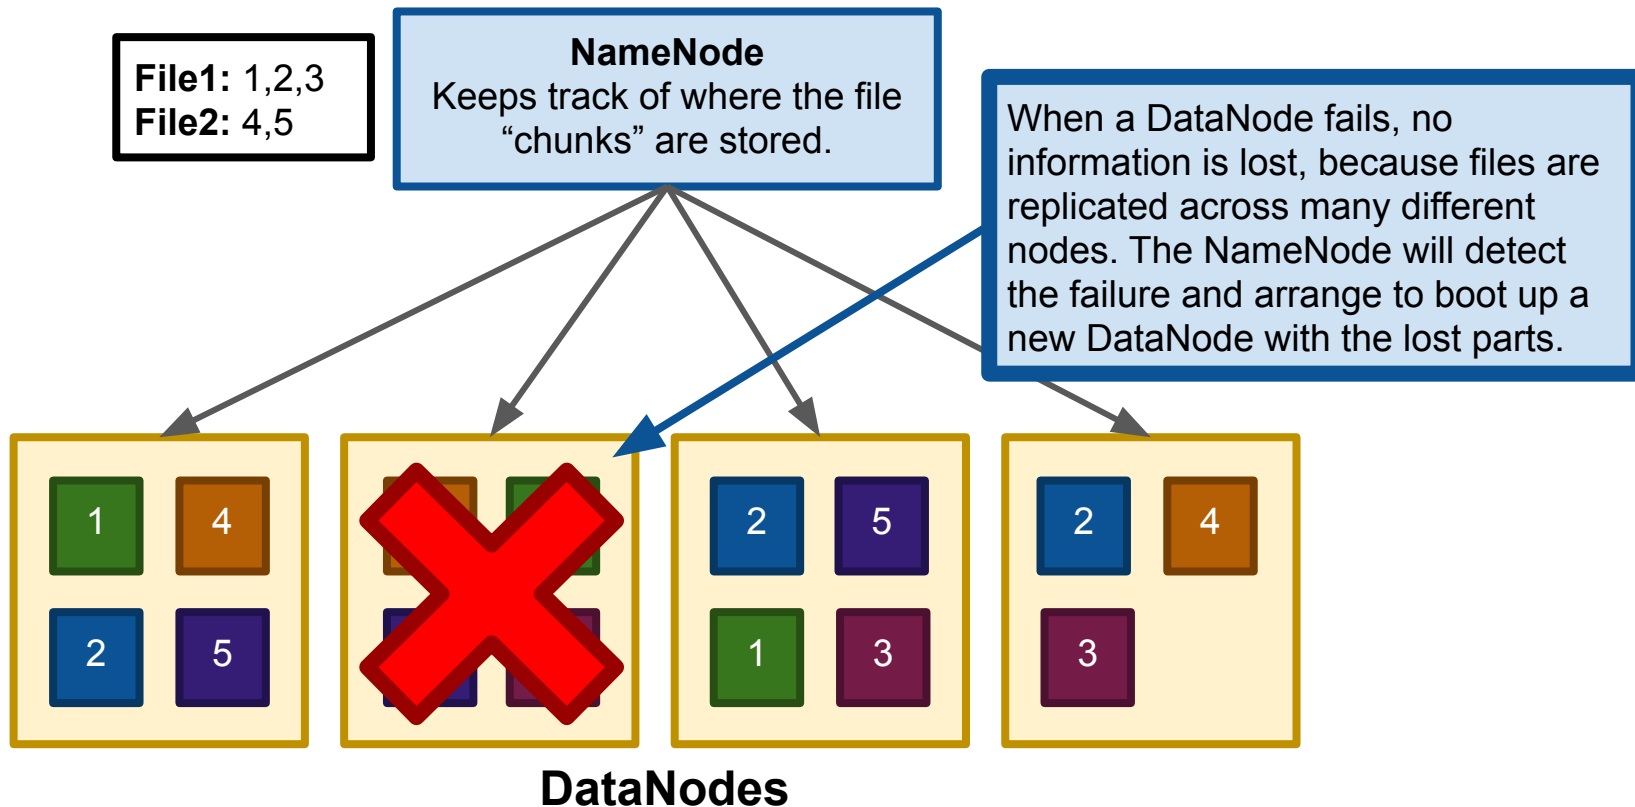 File1: 1,2,3
File2: 4,5
NameNode
Keeps track of where the file
“chunks” are stored.
When a DataNode fails, no
information is lost, because files are
replicated across many different
nodes. The NameNode will detect
the failure and arrange to boot up a
new DataNode with the lost parts.
1 4
2 5
2 5
1 3
2 4
3
DataNodes